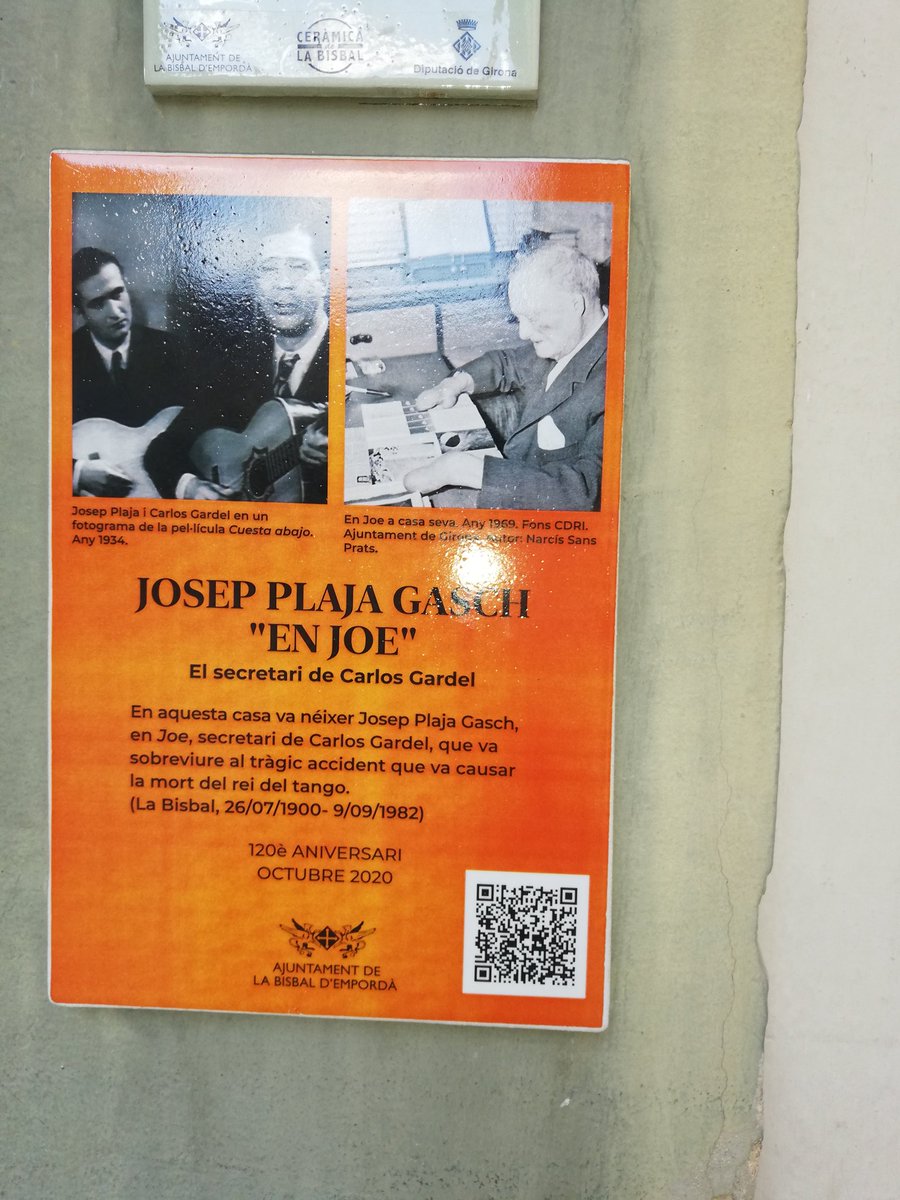 AJUNTAMENT DE
LA BISBAL D'EMPORDÀ
CERÀMICA
de
LA BISBAL
Diputació de Girona
Josep Plaja i Carlos Gardel en un
fotograma de la pel·lícula Cuesta abajo.
Any 1934.
En Joe a casa seva. Any 1969. Fons CDRI.
Ajuntament de Girona. Autor: Narcís Sans
Prats.
JOSEP PLAJA GASCH
"EN JOE"
El secretari de Carlos Gardel
En aquesta casa va néixer Josep Plaja Gasch,
en Joe, secretari de Carlos Gardel, que va
sobreviure al tràgic accident que va causar
la mort del rei del tango.
(La Bisbal, 26/07/1900- 9/09/1982)
120è ANIVERSARI
OCTUBRE 2020
AJUNTAMENT DE
LA BISBAL D'EMPORDÀ